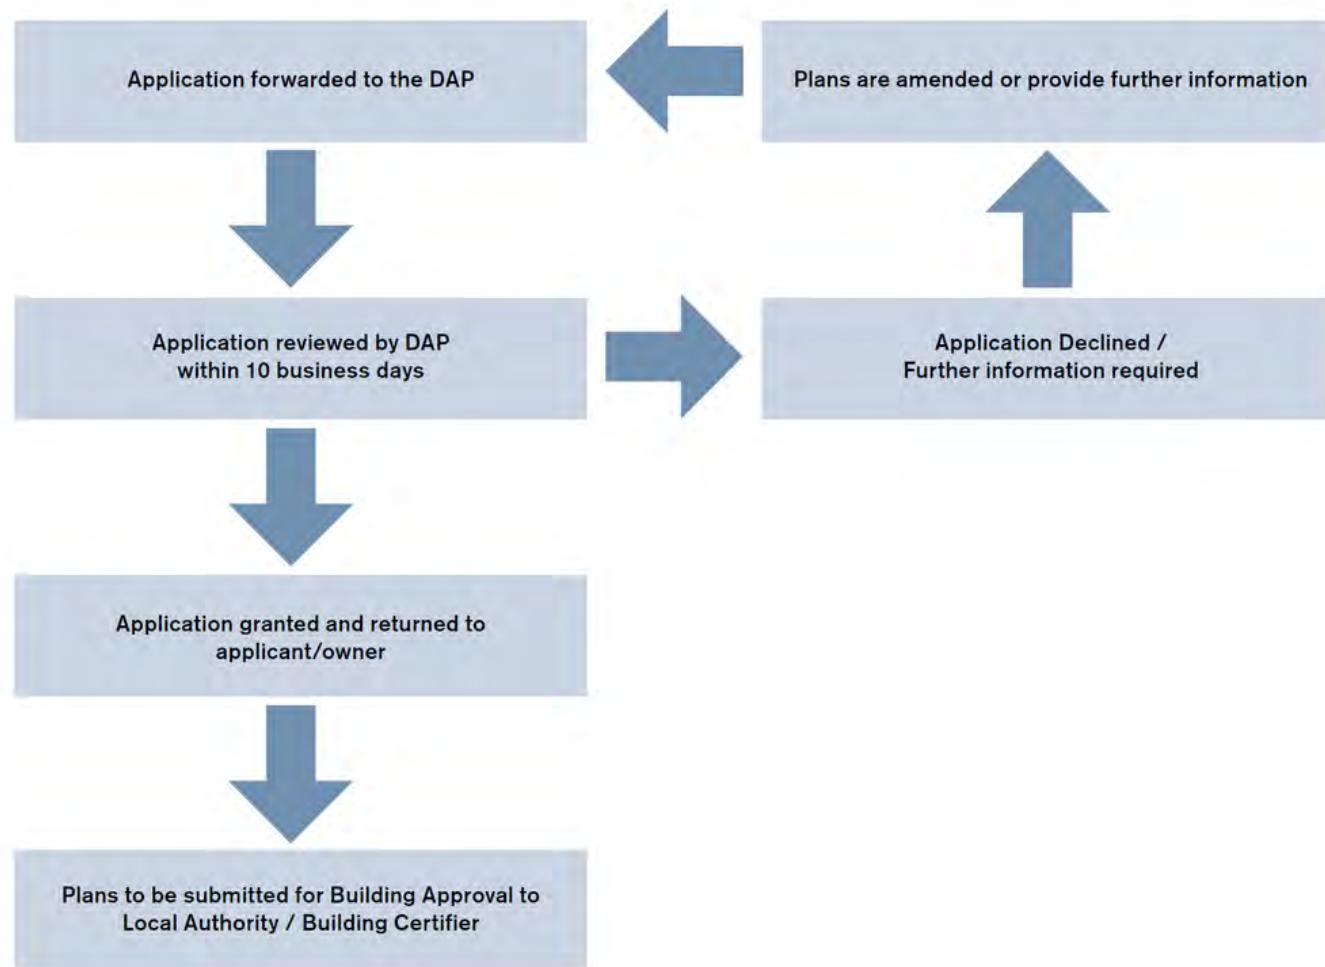 Application forwarded to the DAP
Plans are amended or provide further information
Application reviewed by DAP
within 10 business days
Application Declined /
Further information required
Application granted and returned to
applicant/owner
Plans to be submitted for Building Approval to
Local Authority / Building Certifier